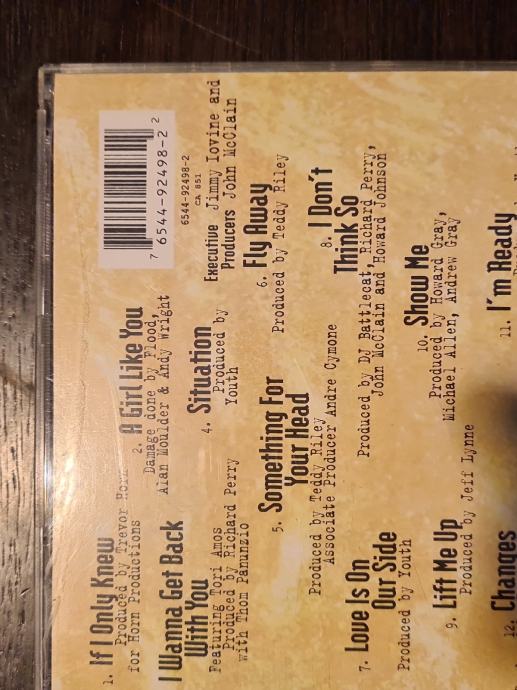 1. If I Only Knew
Produced by Trevor Horn
for Horn Productions
2. A Girl Like You
Damage done by Flood,
Alan Moulder & Andy Wright
I Wanna Get Back
With You
Featuring Tori Amos
Produced by Richard Perry
with Thom Panunzio
4. Situation
Produced by
Youth
5. Something For
Your Head
Produced by Teddy Riley
Associate Producer Andre Cymone
6. Fly Away
Produced by Teddy Riley
7. Love Is On
Our Side
Produced by Youth
8. I Don't
Think So
Produced by DJ Battlecat, Richard Perry,
John McClain and Howard Johnson
9. Lift Me Up
Produced by Jeff Lynne
10. Show Me
Produced by Howard Gray,
Michael Allen, Andrew Gray
11. I'm Ready
12. Changes
7 6544-92498-2 2
6544-92498-2
CA 851
Executive Jimmy Iovine and
Producers John McClain